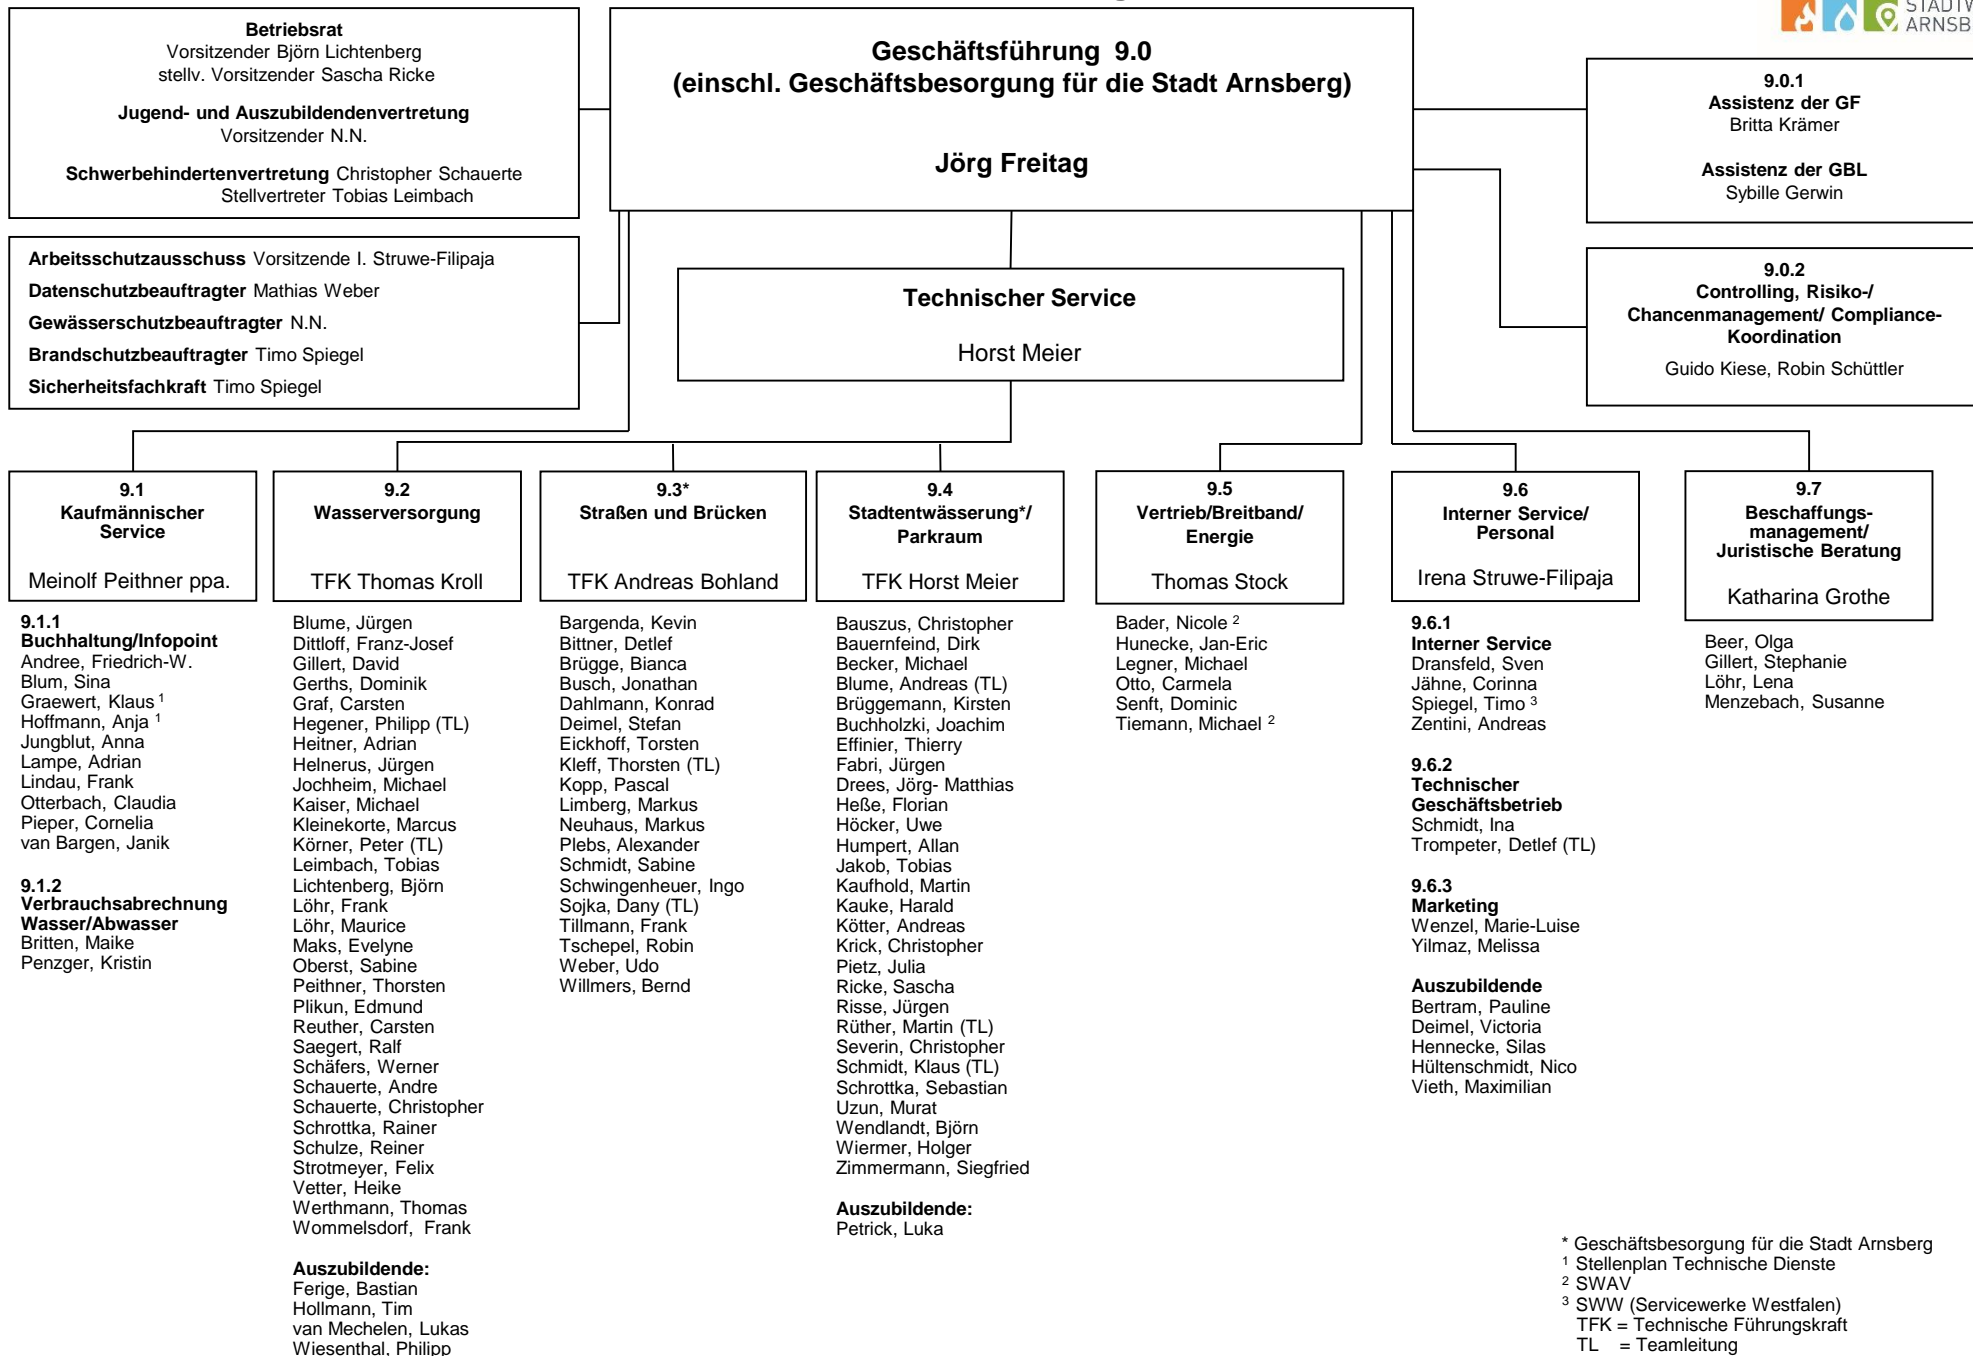 STADTW
ARNSB
Betriebsrat
Vorsitzender Björn Lichtenberg
stellv. Vorsitzender Sascha Ricke
Jugend- und Auszubildendenvertretung
Vorsitzender N.N.
Schwerbehindertenvertretung Christopher Schauerte
Stellvertreter Tobias Leimbach
Geschäftsführung 9.0
(einschl. Geschäftsbesorgung für die Stadt Arnsberg)
Jörg Freitag
9.0.1
Assistenz der GF
Britta Krämer
Assistenz der GBL
Sybille Gerwin
Arbeitsschutzausschuss Vorsitzende I. Struwe-Filipaja
Datenschutzbeauftragter Mathias Weber
Gewässerschutzbeauftragter N.N.
Brandschutzbeauftragter Timo Spiegel
Sicherheitsfachkraft Timo Spiegel
Technischer Service
Horst Meier
9.0.2
Controlling, Risiko-/
Chancenmanagement/ Compliance-
Koordination
Guido Kiese, Robin Schüttler
9.1
Kaufmännischer
Service
Meinolf Peithner ppa.
9.1.1
Buchhaltung/Infopoint
Andree, Friedrich-W.
Blum, Sina
Graewert, Klaus ¹
Hoffmann, Anja ¹
Jungblut, Anna
Lampe, Adrian
Lindau, Frank
Otterbach, Claudia
Pieper, Cornelia
van Bargen, Janik
9.1.2
Verbrauchsabrechnung
Wasser/Abwasser
Britten, Maike
Penzger, Kristin
9.2
Wasserversorgung
TFK Thomas Kroll
Blume, Jürgen
Dittloff, Franz-Josef
Gillert, David
Gerths, Dominik
Graf, Carsten
Hegener, Philipp (TL)
Heitner, Adrian
Helnerus, Jürgen
Jochheim, Michael
Kaiser, Michael
Kleinekorte, Marcus
Körner, Peter (TL)
Leimbach, Tobias
Lichtenberg, Björn
Löhr, Frank
Löhr, Maurice
Maks, Evelyne
Oberst, Sabine
Peithner, Thorsten
Plikun, Edmund
Reuther, Carsten
Saegert, Ralf
Schäfers, Werner
Schauerte, Andre
Schauerte, Christopher
Schrottka, Rainer
Schulze, Reiner
Strotmeyer, Felix
Vetter, Heike
Werthmann, Thomas
Wommelsdorf, Frank
Auszubildende:
Ferige, Bastian
Hollmann, Tim
van Mechelen, Lukas
Wiesenthal, Philipp
9.3*
Straßen und Brücken
TFK Andreas Bohland
Bargenda, Kevin
Bittner, Detlef
Brügge, Bianca
Busch, Jonathan
Dahlmann, Konrad
Deimel, Stefan
Eickhoff, Torsten
Kleff, Thorsten (TL)
Kopp, Pascal
Limberg, Markus
Neuhaus, Markus
Plebs, Alexander
Schmidt, Sabine
Schwingenheuer, Ingo
Sojka, Dany (TL)
Tillmann, Frank
Tschepel, Robin
Weber, Udo
Willmers, Bernd
9.4
Stadtentwässerung*/
Parkraum
TFK Horst Meier
Bauszus, Christopher
Bauernfeind, Dirk
Becker, Michael
Blume, Andreas (TL)
Brüggemann, Kirsten
Buchholzki, Joachim
Effinier, Thierry
Fabri, Jürgen
Drees, Jörg- Matthias
Heße, Florian
Höcker, Uwe
Humpert, Allan
Jakob, Tobias
Kaufhold, Martin
Kauke, Harald
Kötter, Andreas
Krick, Christopher
Pietz, Julia
Ricke, Sascha
Risse, Jürgen
Rüther, Martin (TL)
Severin, Christopher
Schmidt, Klaus (TL)
Schrottka, Sebastian
Uzun, Murat
Wendlandt, Björn
Wiermer, Holger
Zimmermann, Siegfried
Auszubildende:
Petrick, Luka
9.5
Vertrieb/Breitband/
Energie
Thomas Stock
Bader, Nicole ²
Hunecke, Jan-Eric
Legner, Michael
Otto, Carmela
Senft, Dominic
Tiemann, Michael ²
9.6
Interner Service/
Personal
Irena Struwe-Filipaja
9.6.1
Interner Service
Dransfeld, Sven
Jähne, Corinna
Spiegel, Timo ³
Zentini, Andreas
9.6.2
Technischer
Geschäftsbetrieb
Schmidt, Ina
Trompeter, Detlef (TL)
9.6.3
Marketing
Wenzel, Marie-Luise
Yilmaz, Melissa
Auszubildende
Bertram, Pauline
Deimel, Victoria
Hennecke, Silas
Hültenschmidt, Nico
Vieth, Maximilian
9.7
Beschaffungs-
management/
Juristische Beratung
Katharina Grothe
Beer, Olga
Gillert, Stephanie
Löhr, Lena
Menzebach, Susanne
* Geschäftsbesorgung für die Stadt Arnsberg
¹ Stellenplan Technische Dienste
² SWAV
³ SWW (Servicewerke Westfalen)
TFK = Technische Führungskraft
TL = Teamleitung